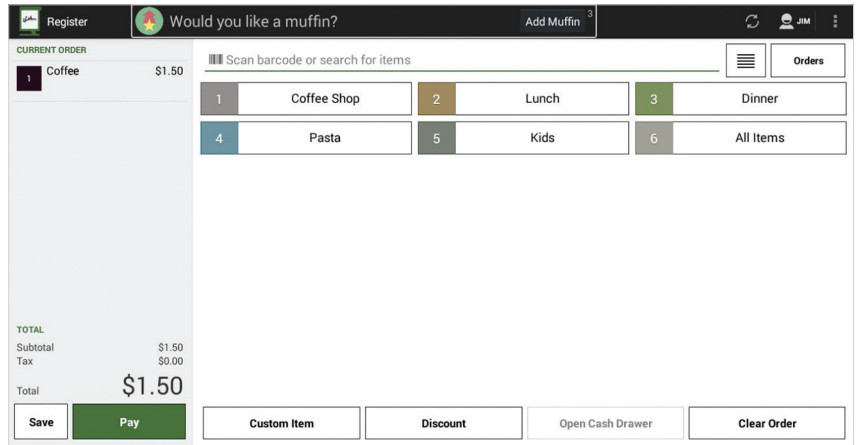 Register
Would you like a muffin?
Add Muffin 3
JIM
CURRENT ORDER
1 Coffee $1.50
Scan barcode or search for items
Orders
1 Coffee Shop
2 Lunch
3 Dinner
4 Pasta
5 Kids
6 All Items
TOTAL
Subtotal $1.50
Tax $0.00
Total $1.50
Save
Pay
Custom Item
Discount
Open Cash Drawer
Clear Order